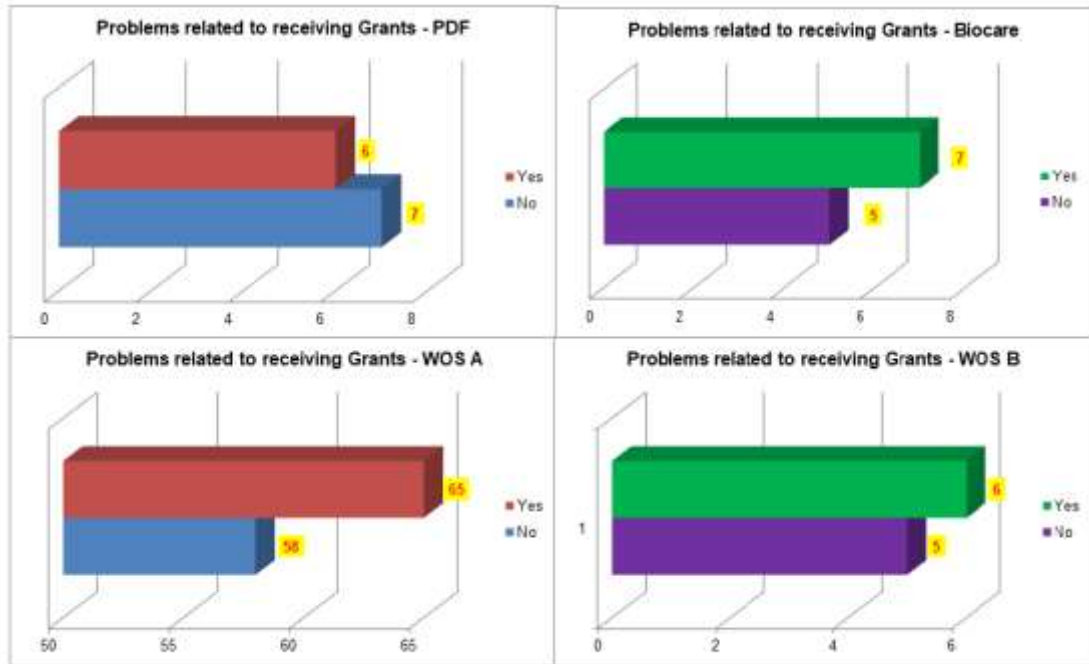 Problems related to receiving Grants - PDF
6
7
Yes
No
0 2 4 6 8
Problems related to receiving Grants - Biocare
7
5
Yes
No
0 2 4 6 8
Problems related to receiving Grants - WOS A
65
58
Yes
No
50 55 60 65
Problems related to receiving Grants - WOS B
6
1
5
Yes
No
0 2 4 6